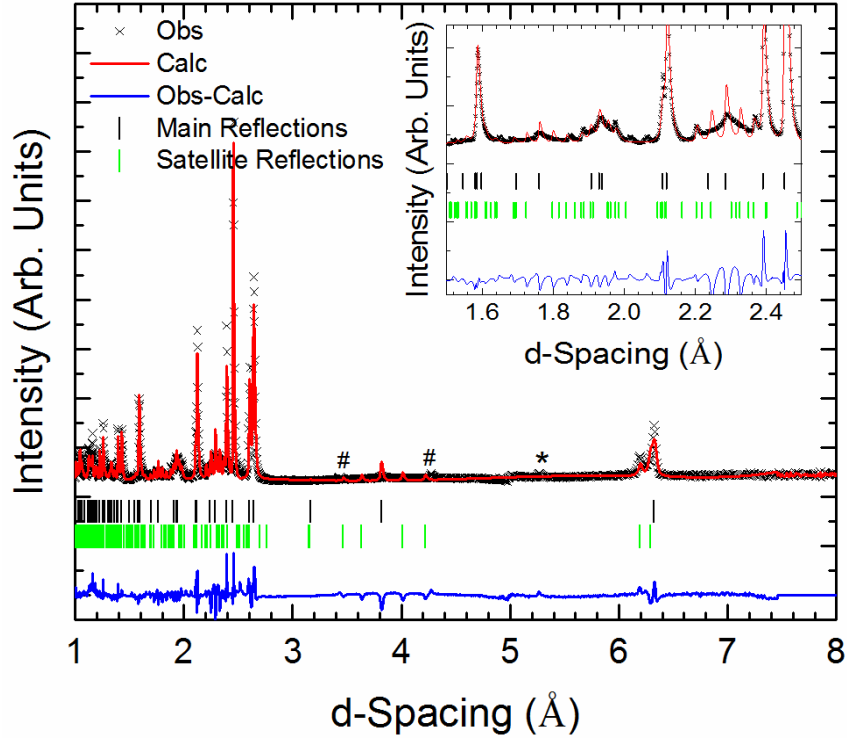 Obs
Calc
Obs-Calc
Main Reflections
Satellite Reflections
Intensity (Arb. Units)
1.6 1.8 2.0 2.2 2.4
d-Spacing (Å)
Intensity (Arb. Units)
# # *
1 2 3 4 5 6 7 8
d-Spacing (Å)